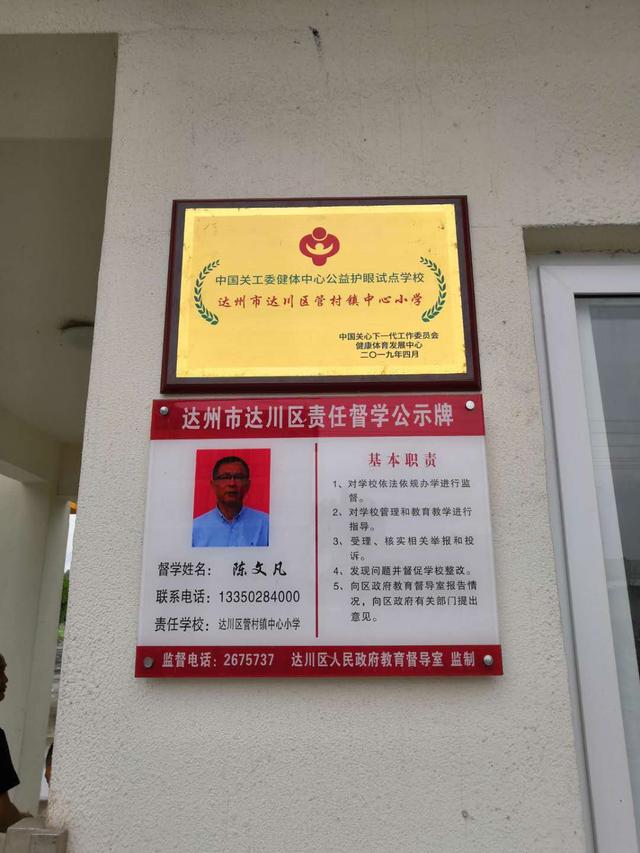 中国关工委健体中心公益护眼试点学校
达州市达川区管村镇中心小学
中国关心下一代工作委员会
健康体育发展中心
二〇一九年四月
达州市达川区责任督学公示牌
督学姓名： 陈文凡
联系电话：13350284000
责任学校：达川区管村镇中心小学
基本职责
1、对学校依法依规办学进行监
督。
2、对学校管理和教育教学进行
指导。
3、受理、核实相关举报和投
诉。
4、发现问题并督促学校整改。
5、向区政府教育督导室报告情
况，向区政府有关部门提出
意见。
监督电话：2675737 达川区人民政府教育督导室 监制